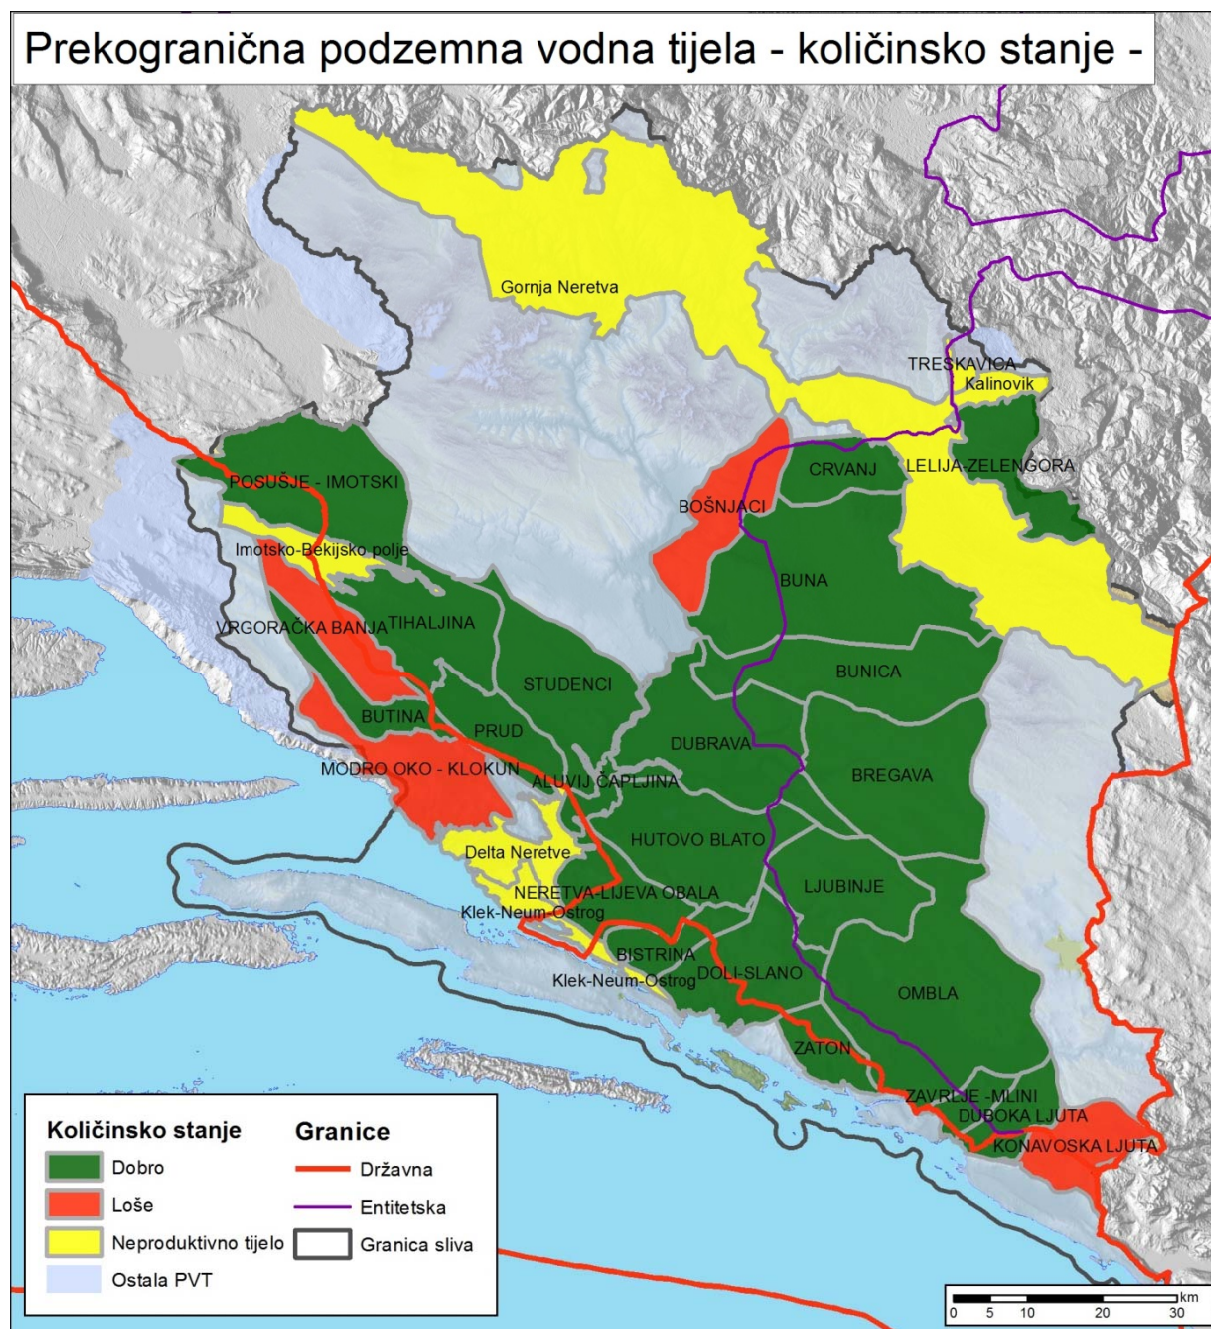 Prekogranična podzemna vodna tijela - količinsko stanje -
Gornja Neretva
TRESKAVICA
Kalinovik
POSUŠJE - IMOTSKI
CRVANJ
LELIJA-ZELENGORA
BOŠNJACI
Imotsko-Bekijsko polje
BUNA
VRGORAČKA BANJA
TIHALJINA
BUNICA
STUDENCI
BUTINA
PRUD
DUBRAVA
MODRO OKO - KLOKUN
ALUVIJ ČAPLJINA
BREGAVA
HUTOVO BLATO
Delta Neretve
LJUBINJE
NERETVA-LIJEVA OBALA
Klek-Neum-Ostrog
BISTRINA
DOLI-SLANO
Klek-Neum-Ostrog
OMBLA
ZATON
ZAVRLJE -MLINI
DUBOKA LJUTA
KONAVOSKA LJUTA
Količinsko stanje
Dobro
Loše
Neproduktivno tijelo
Ostala PVT
Granice
Državna
Entitetska
Granica sliva
km
0 5 10 20 30